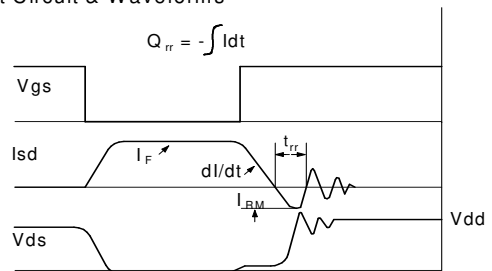 t Circuit & Waveforms
Q rr = - ∫ Idt
Vgs
Isd
I F
dI/dt
t rr
I RM
Vds
Vdd